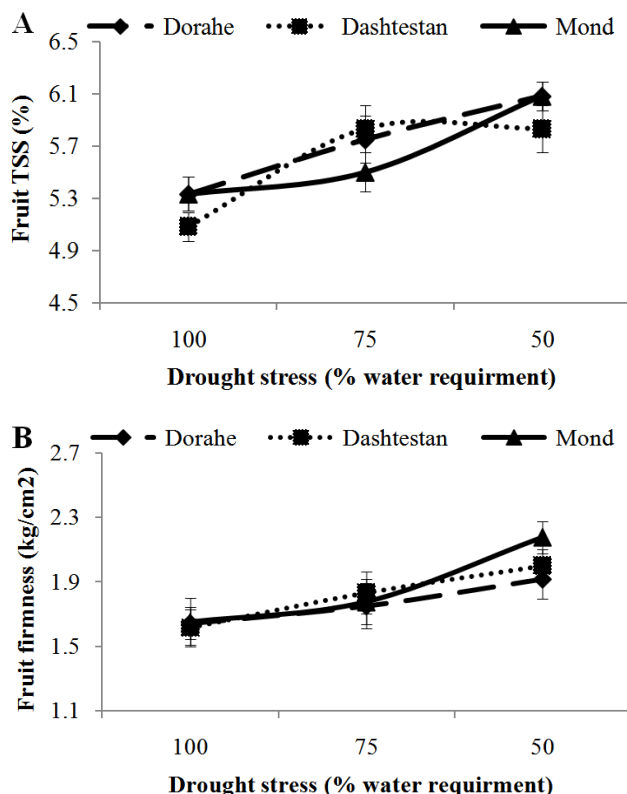 A
Dorahe Dashtestan Mond
6.5
6.1
5.7
5.3
4.9
4.5
Fruit TSS (%)
100 75 50
Drought stress (% water requirment)
B
Dorahe Dashtestan Mond
2.7
2.3
1.9
1.5
1.1
Fruit firmness (kg/cm2)
100 75 50
Drought stress (% water requirment)